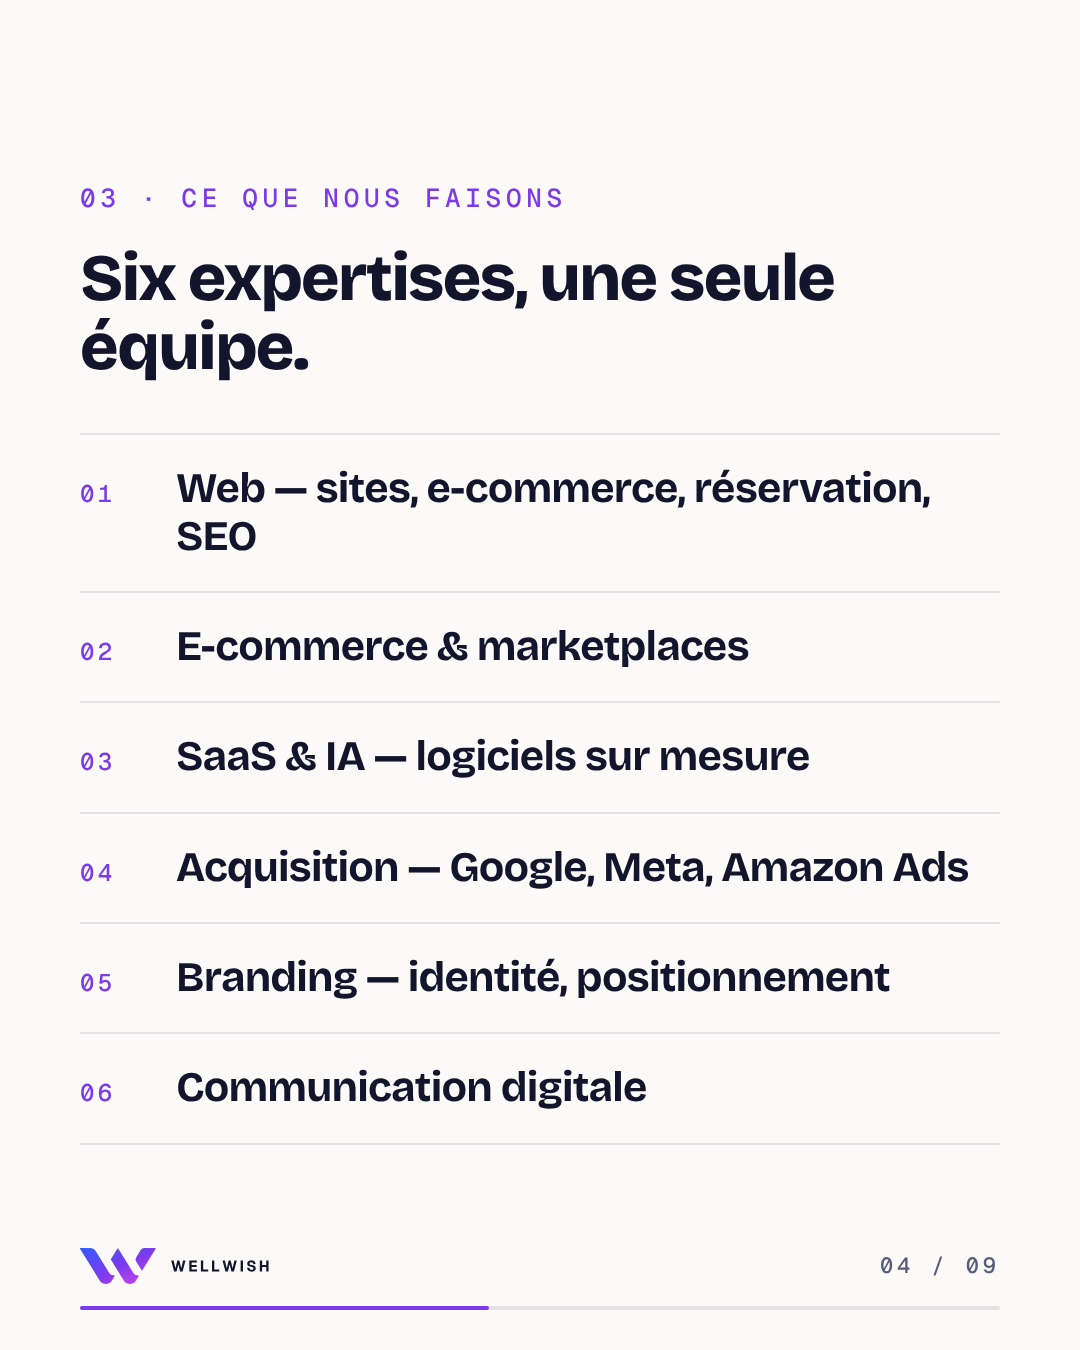 03 · CE QUE NOUS FAISONS
Six expertises, une seule
équipe.
01 Web — sites, e-commerce, réservation,
SEO
02 E-commerce & marketplaces
03 SaaS & IA — logiciels sur mesure
04 Acquisition — Google, Meta, Amazon Ads
05 Branding — identité, positionnement
06 Communication digitale
WELLWISH 04 / 09